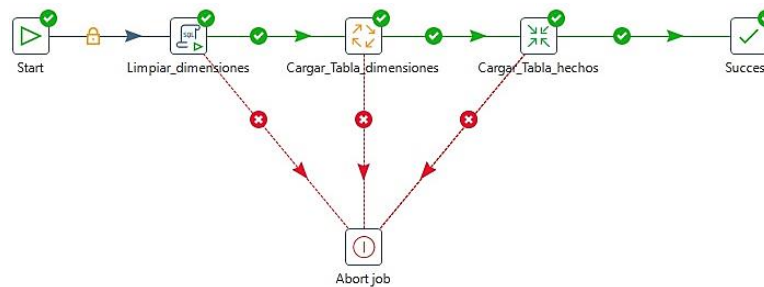 SQL
Start
Limpiar_dimensiones
Cargar_Tabla_dimensiones
Cargar_Tabla_hechos
Succes
Abort job